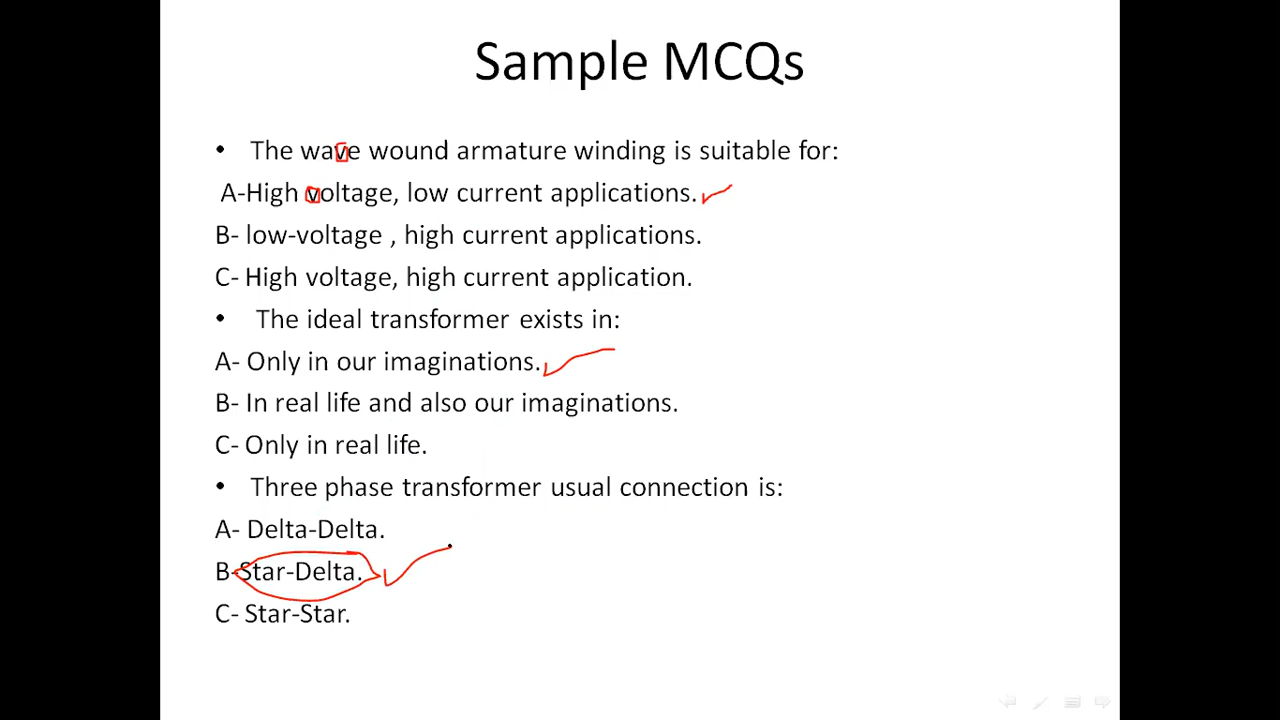 Sample MCQs
• The wave wound armature winding is suitable for:
A-High voltage, low current applications.
B- low-voltage , high current applications.
C- High voltage, high current application.
• The ideal transformer exists in:
A- Only in our imaginations.
B- In real life and also our imaginations.
C- Only in real life.
• Three phase transformer usual connection is:
A- Delta-Delta.
B-Star-Delta.
C- Star-Star.